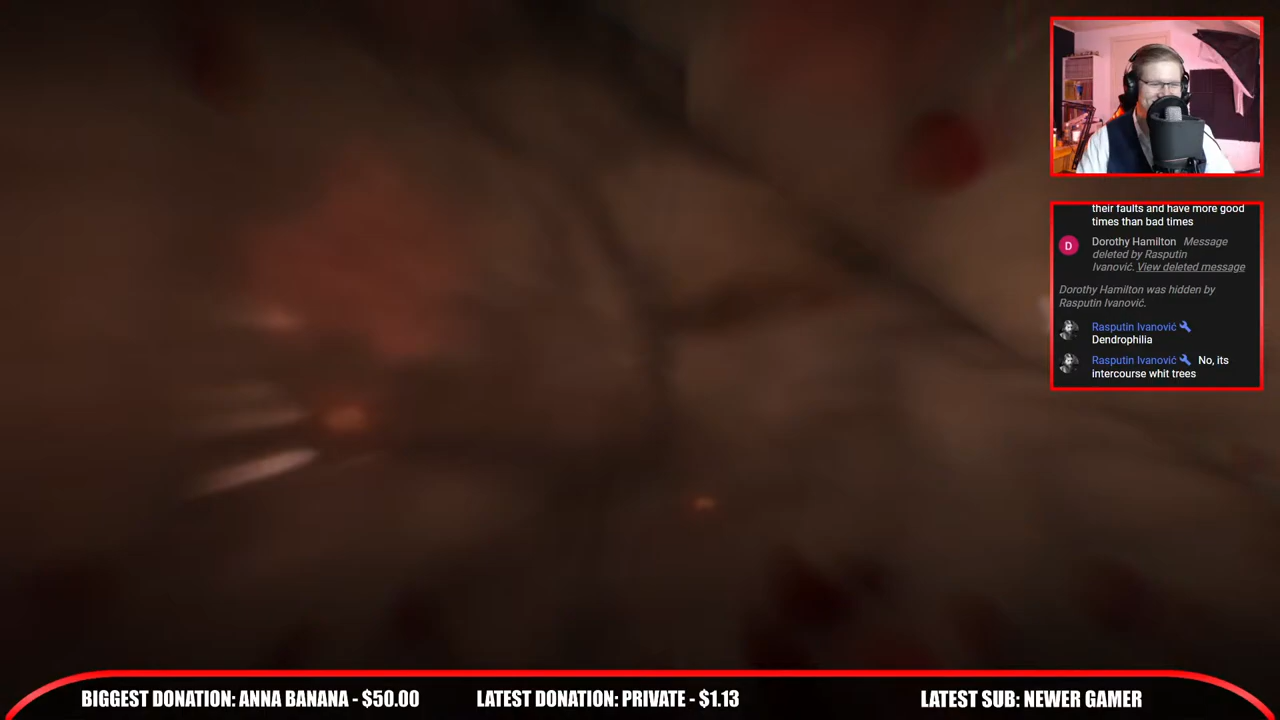 their faults and have more good
times than bad times
D
Dorothy Hamilton Message
deleted by Rasputin
Ivanović. View deleted message
Dorothy Hamilton was hidden by
Rasputin Ivanović.
Rasputin Ivanović
Dendrophilia
Rasputin Ivanović No, its
intercourse whit trees
BIGGEST DONATION: ANNA BANANA - $50.00
LATEST DONATION: PRIVATE - $1.13
LATEST SUB: NEWER GAMER